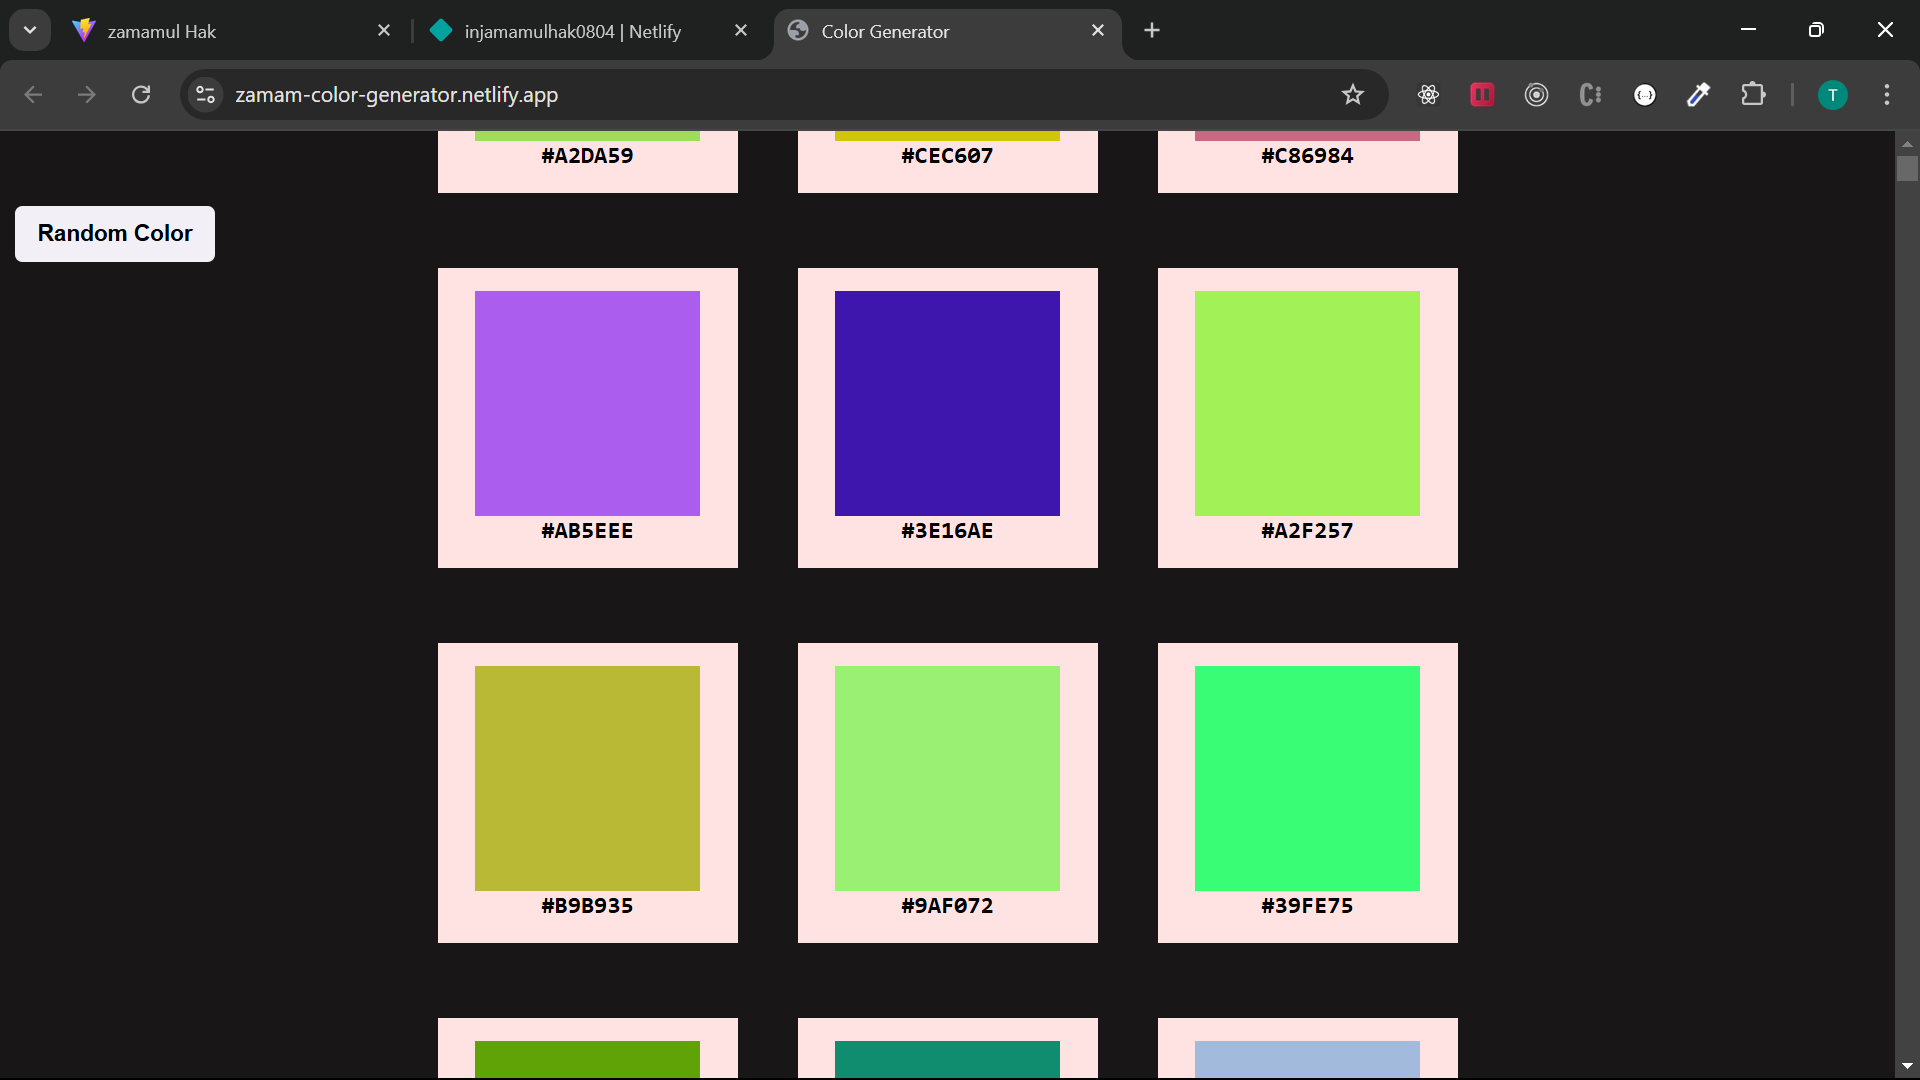 zamamul Hak
injamamulhak0804 | Netlify
Color Generator
zamam-color-generator.netlify.app
T
#A2DA59
#CEC607
#C86984
Random Color
#AB5EEE
#3E16AE
#A2F257
#B9B935
#9AF072
#39FE75